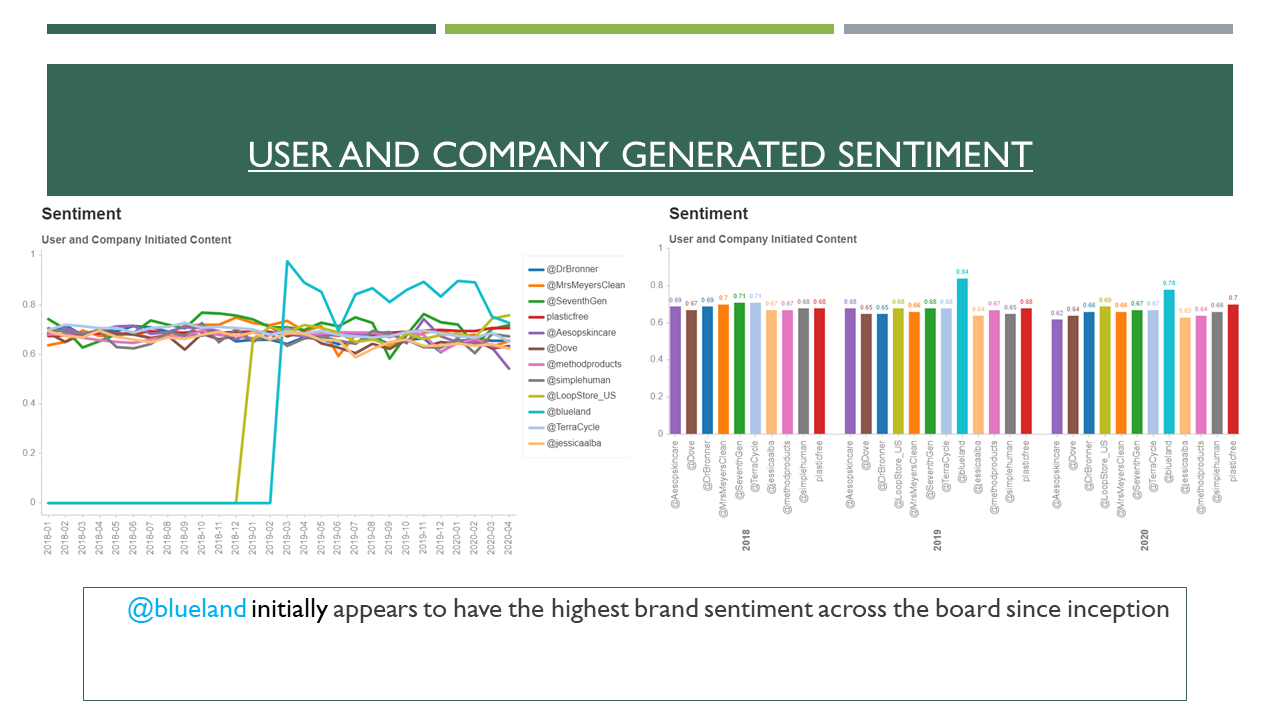 USER AND COMPANY GENERATED SENTIMENT
Sentiment
User and Company Initiated Content
1
0.8
0.6
0.4
0.2
0
2018-01
2018-02
2018-03
2018-04
2018-05
2018-06
2018-07
2018-08
2018-09
2018-10
2018-11
2018-12
2019-01
2019-02
2019-03
2019-04
2019-05
2019-06
2019-07
2019-08
2019-09
2019-10
2019-11
2019-12
2020-01
2020-02
2020-03
2020-04
@DrBronner
@MrsMeyersClean
@SeventhGen
plasticfree
@Aesopskincare
@Dove
@methodproducts
@simplehuman
@LoopStore_US
@blueland
@TerraCycle
@jessicaalba
Sentiment
User and Company Initiated Content
1
0.8
0.6
0.4
0.2
0
0.69
0.67
0.69
0.7
0.71
0.71
0.67
0.67
0.68
0.68
0.68
0.65
0.65
0.68
0.66
0.68
0.68
0.84
0.64
0.67
0.65
0.68
0.62
0.64
0.66
0.69
0.66
0.67
0.67
0.78
0.63
0.64
0.66
0.7
@Aesopskincare
@Dove
@DrBronner
@MrsMeyersClean
@SeventhGen
@TerraCycle
@jessicaalba
@methodproducts
@simplehuman
plasticfree
@Aesopskincare
@Dove
@DrBronner
@LoopStore_US
@MrsMeyersClean
@SeventhGen
@TerraCycle
@blueland
@jessicaalba
@methodproducts
@simplehuman
plasticfree
@Aesopskincare
@Dove
@DrBronner
@LoopStore_US
@MrsMeyersClean
@SeventhGen
@TerraCycle
@blueland
@jessicaalba
@methodproducts
@simplehuman
plasticfree
2018
2019
2020
@blueland initially appears to have the highest brand sentiment across the board since inception